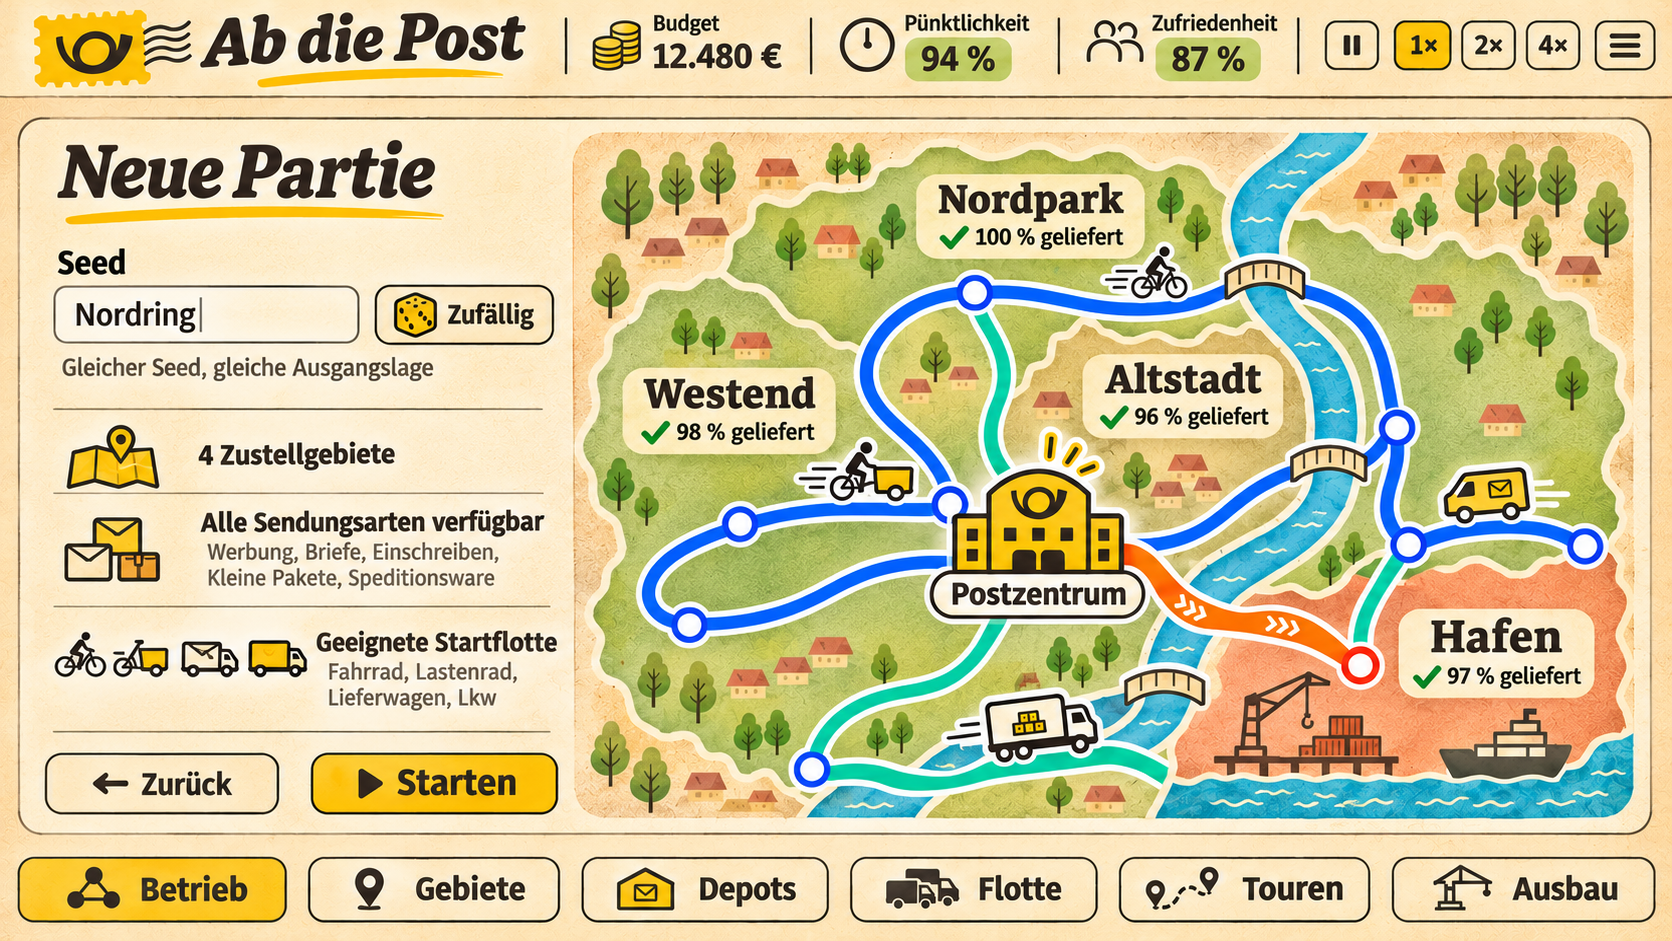 Ab die Post
Budget
12.480 €
Pünktlichkeit
94 %
Zufriedenheit
87 %
1×
2×
4×
Neue Partie
Seed
Nordring
Zufällig
Gleicher Seed, gleiche Ausgangslage
4 Zustellgebiete
Alle Sendungsarten verfügbar
Werbung, Briefe, Einschreiben,
Kleine Pakete, Speditionsware
Geeignete Startflotte
Fahrrad, Lastenrad,
Lieferwagen, Lkw
Zurück
Starten
Nordpark
100 % geliefert
Westend
98 % geliefert
Altstadt
96 % geliefert
Postzentrum
Hafen
97 % geliefert
Betrieb
Gebiete
Depots
Flotte
Touren
Ausbau